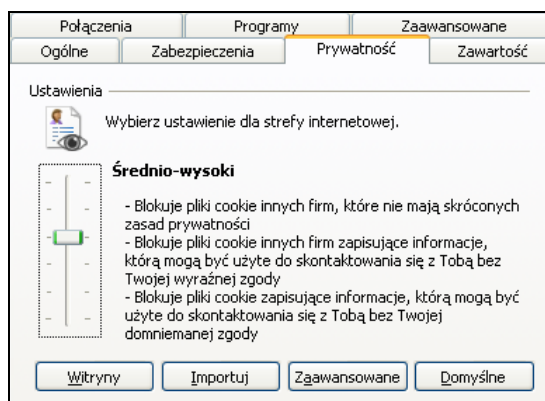 Połączenia Programy Zaawansowane
Ogólne Zabezpieczenia Prywatność Zawartość
Ustawienia
Wybierz ustawienie dla strefy internetowej.
Średnio-wysoki
- Blokuje pliki cookie innych firm, które nie mają skróconych
zasad prywatności
- Blokuje pliki cookie innych firm zapisujące informacje,
którą mogą być użyte do skontaktowania się z Tobą bez
Twojej wyraźnej zgody
- Blokuje pliki cookie zapisujące informacje, którą mogą być
użyte do skontaktowania się z Tobą bez Twojej
domniemanej zgody
Witryny Importuj Zaawansowane Domyślne